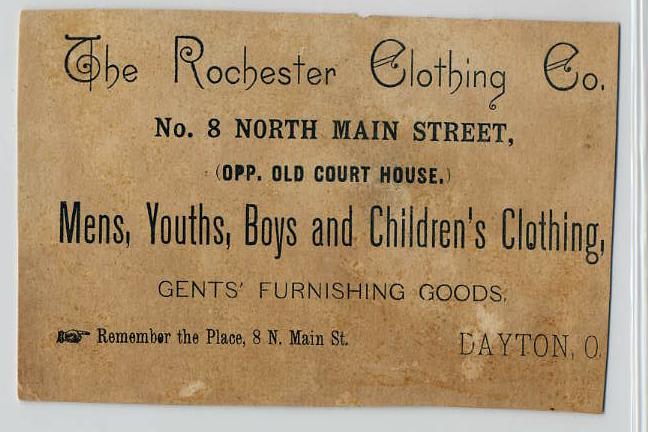 The Rochester Clothing Co.
No. 8 NORTH MAIN STREET,
(OPP. OLD COURT HOUSE.)
Mens, Youths, Boys and Children's Clothing,
GENTS' FURNISHING GOODS,
☛ Remember the Place, 8 N. Main St. DAYTON, O.